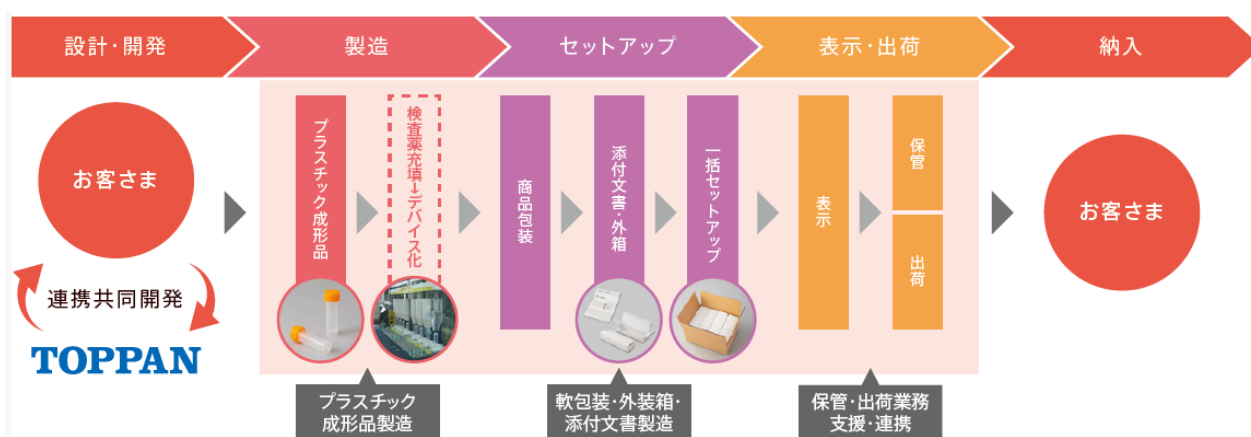 設計・開発
製造
セットアップ
表示・出荷
納入
お客さま
連携共同開発
TOPPAN
プラスチック成形品
検査薬充填→デバイス化
商品包装
添付文書・外箱
一括セットアップ
表示
保管
出荷
お客さま
プラスチック
成形品製造
軟包装・外装箱・
添付文書製造
保管・出荷業務
支援・連携